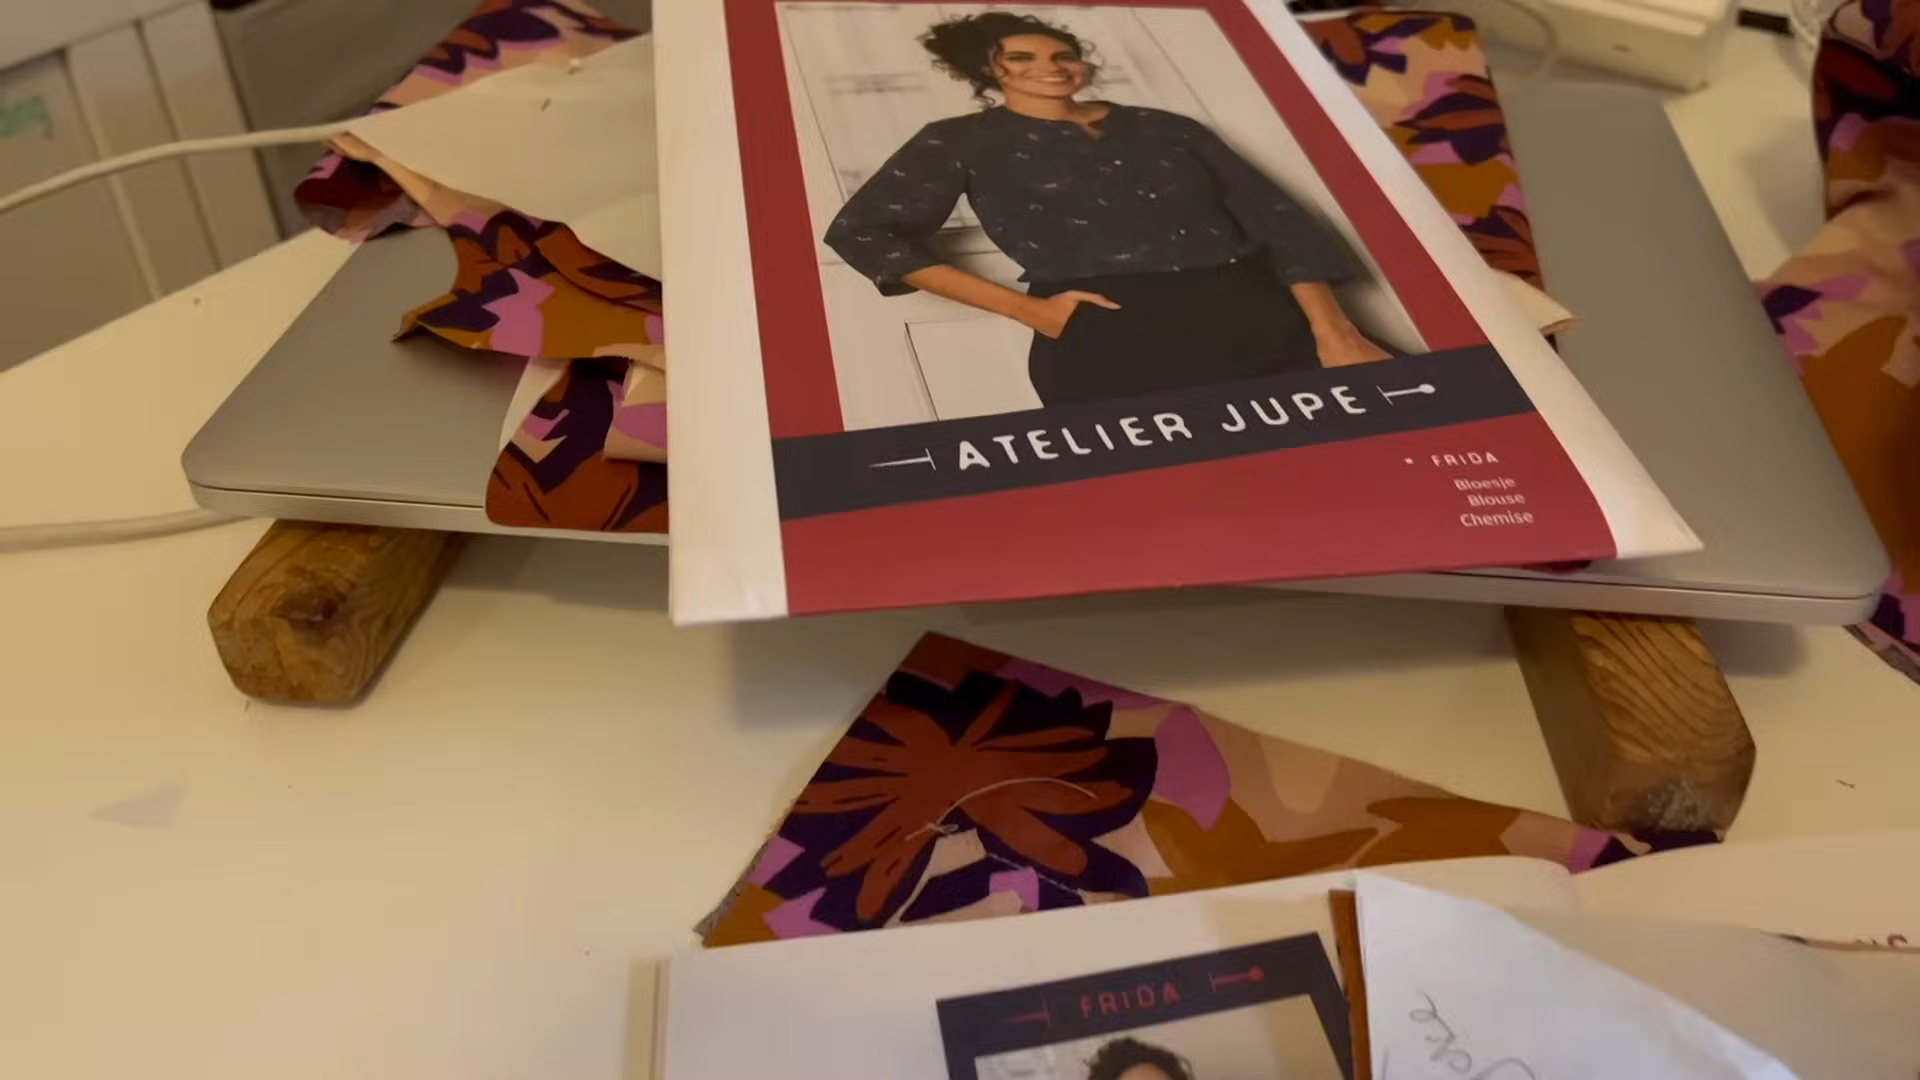 ATELIER JUPE
FRIDA
Bloesje
Blouse
Chemise
FRIDA